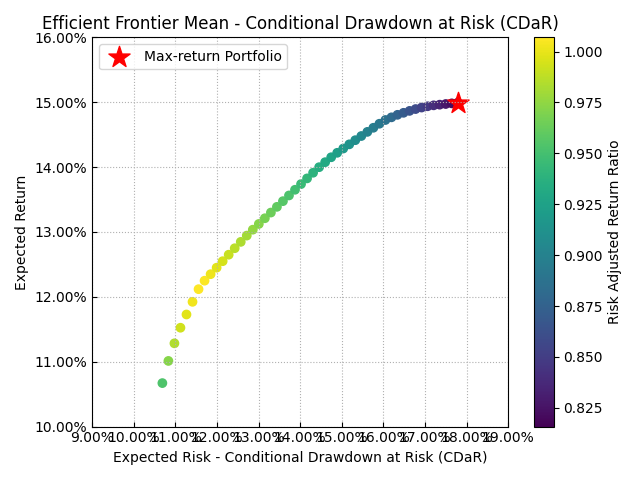 Efficient Frontier Mean - Conditional Drawdown at Risk (CDaR)
Max-return Portfolio
16.00%
15.00%
14.00%
13.00%
12.00%
11.00%
10.00%
Expected Return
9.00% 10.00% 11.00% 12.00% 13.00% 14.00% 15.00% 16.00% 17.00% 18.00% 19.00%
Expected Risk - Conditional Drawdown at Risk (CDaR)
1.000
0.975
0.950
0.925
0.900
0.875
0.850
0.825
Risk Adjusted Return Ratio